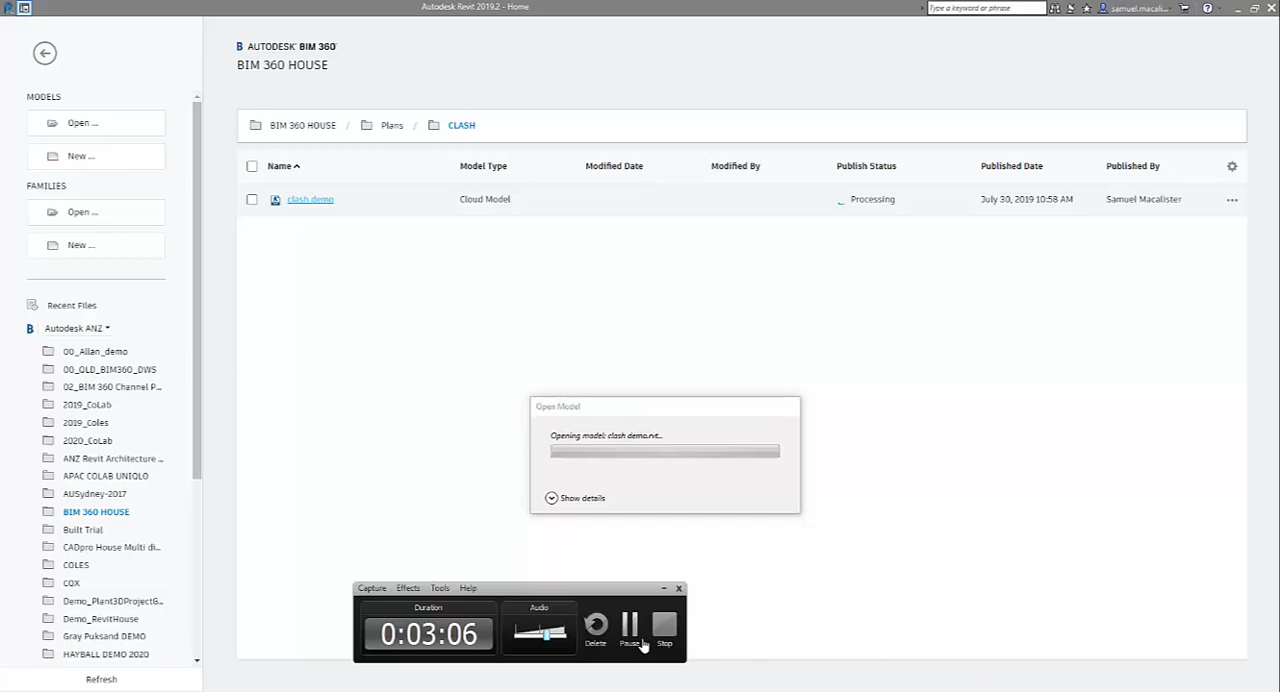 Autodesk Revit 2019.2 - Home
Type a keyword or phrase
samuel.macali...
AUTODESK' BIM 360'
BIM 360 HOUSE
MODELS
Open ...
New ...
FAMILIES
Open ...
New ...
Recent Files
Autodesk ANZ
00_Allan_demo
00_QLD_BIM360_DWS
02_BIM 360 Channel P...
2019_CoLab
2019_Coles
2020_CoLab
ANZ Revit Architecture ...
APAC COLAB UNIQLO
AUSydney-2017
BIM 360 HOUSE
Built Trial
CADpro House Multi di...
COLES
COX
Demo_Plant3DProjectG...
Demo_RevitHouse
Gray Puksand DEMO
HAYBALL DEMO 2020
Refresh
BIM 360 HOUSE / Plans / CLASH
Name Model Type Modified Date Modified By Publish Status Published Date Published By
clash demo Cloud Model Processing July 30, 2019 10:58 AM Samuel Macalister ...
Open Model
Opening model: clash demo.rvt...
Show details
Capture Effects Tools Help
Duration Audio
0:03:06
Delete Pause Stop